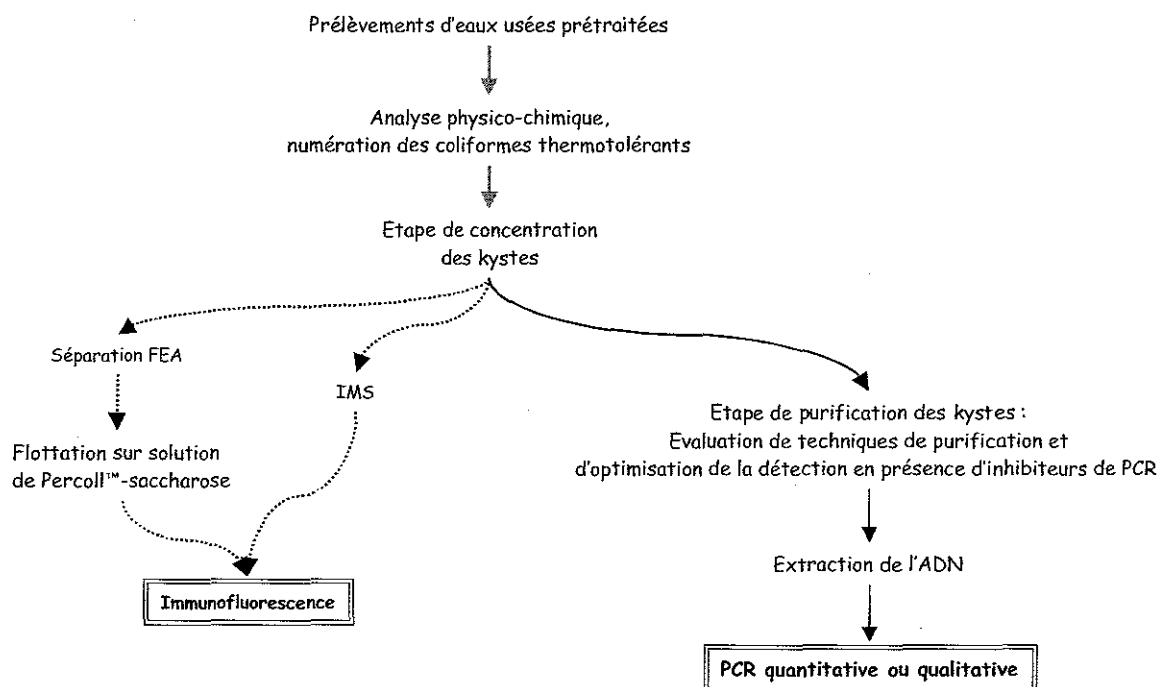 Prélèvements d'eaux usées prétraitées
Analyse physico-chimique,
numération des coliformes thermotolérants
Etape de concentration
des kystes
Séparation FEA
IMS
Flottation sur solution
de Percoll™-saccharose
Immunofluorescence
Etape de purification des kystes :
Evaluation de techniques de purification et
d'optimisation de la détection en présence d'inhibiteurs de PCR
Extraction de l'ADN
PCR quantitative ou qualitative